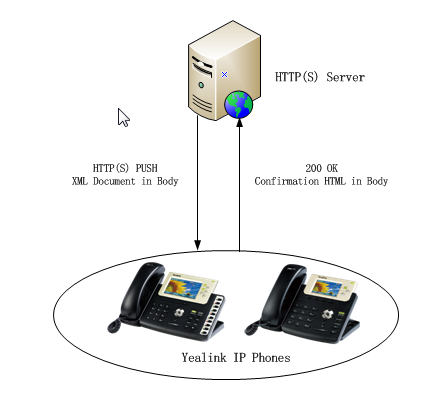 HTTP(S) Server
HTTP(S) PUSH
XML Document in Body
200 OK
Confirmation HTML in Body
Yealink IP Phones